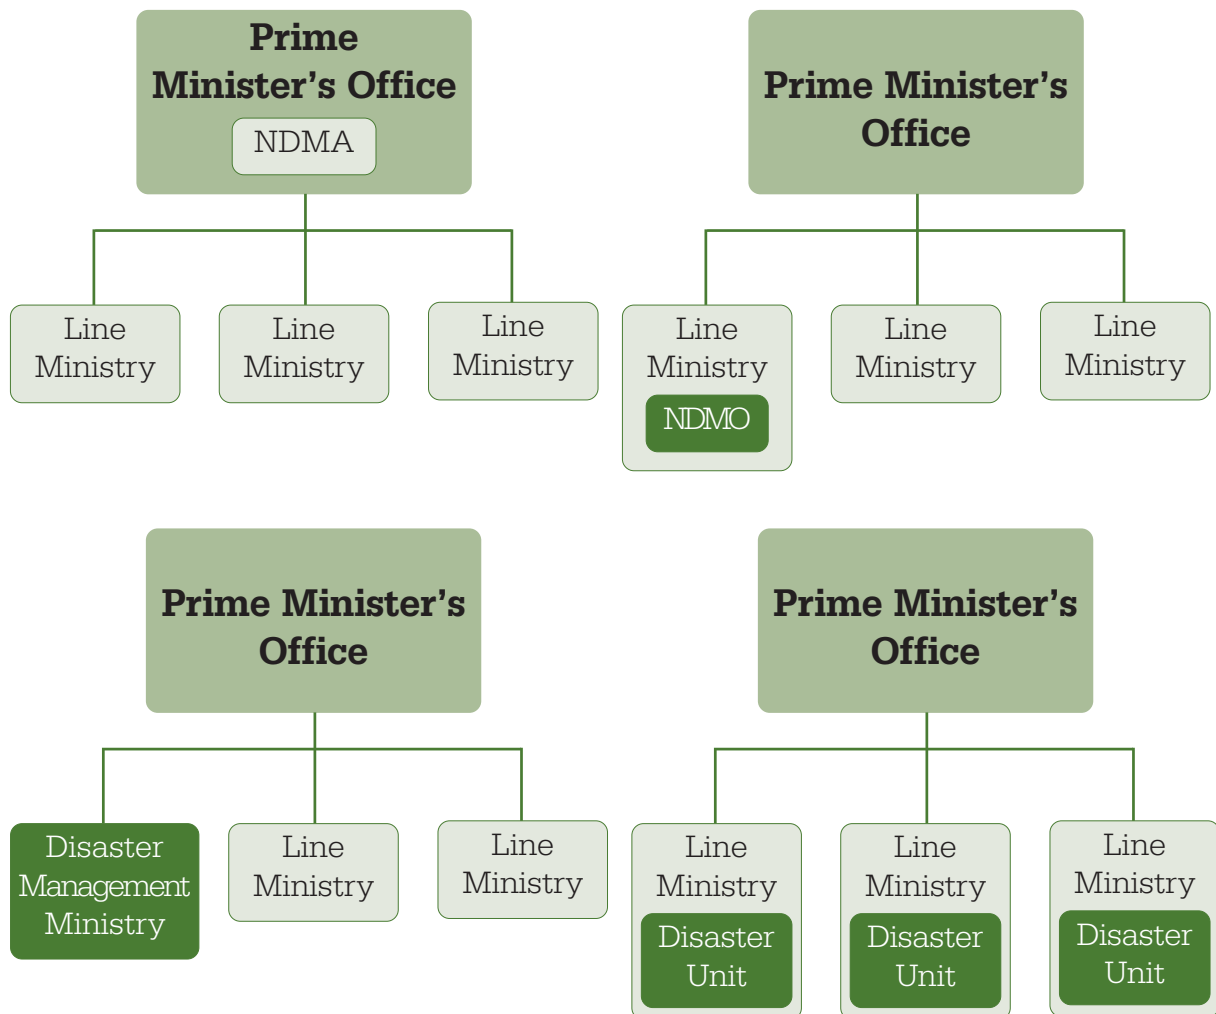 Prime
Minister’s Office
NDMA
Line
Ministry
Line
Ministry
Line
Ministry
Prime Minister’s
Office
Line
Ministry
NDMO
Line
Ministry
Line
Ministry
Prime Minister’s
Office
Disaster
Management
Ministry
Line
Ministry
Line
Ministry
Prime Minister’s
Office
Line
Ministry
Disaster
Unit
Line
Ministry
Disaster
Unit
Line
Ministry
Disaster
Unit